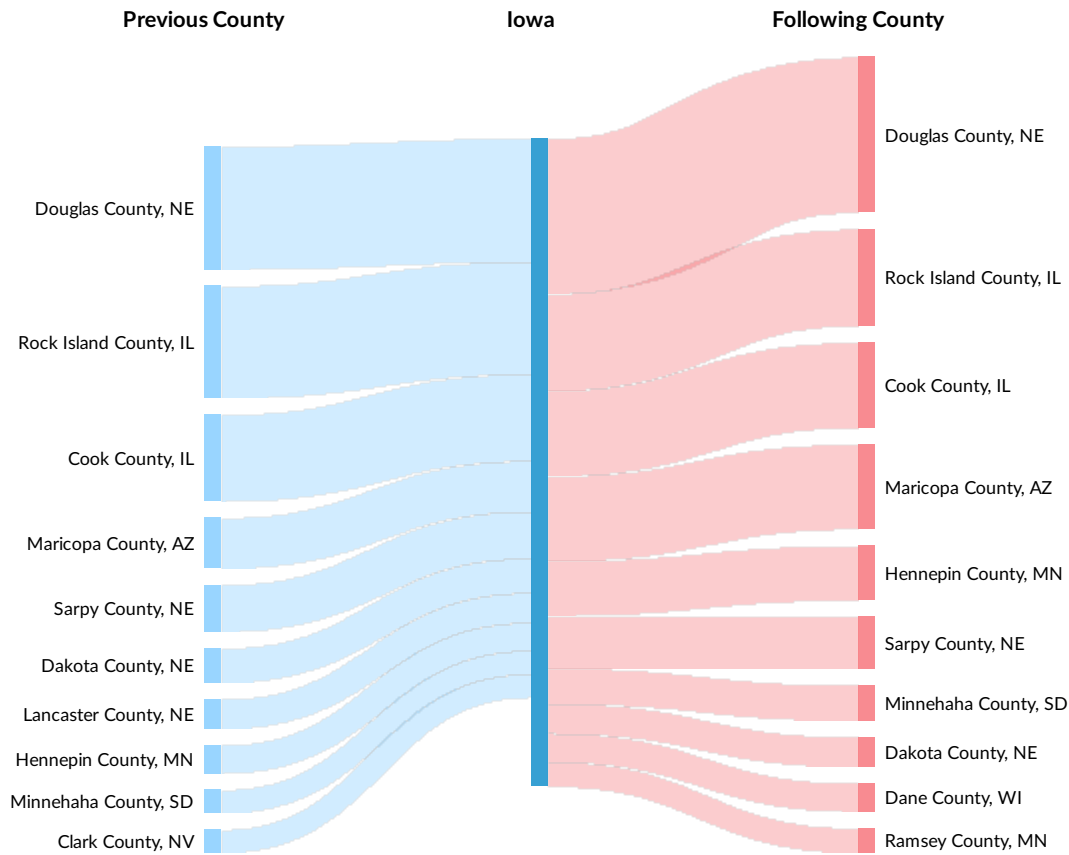 Previous County
Iowa
Following County
Douglas County, NE
Rock Island County, IL
Cook County, IL
Maricopa County, AZ
Sarpy County, NE
Dakota County, NE
Lancaster County, NE
Hennepin County, MN
Minnehaha County, SD
Clark County, NV
Douglas County, NE
Rock Island County, IL
Cook County, IL
Maricopa County, AZ
Hennepin County, MN
Sarpy County, NE
Minnehaha County, SD
Dakota County, NE
Dane County, WI
Ramsey County, MN